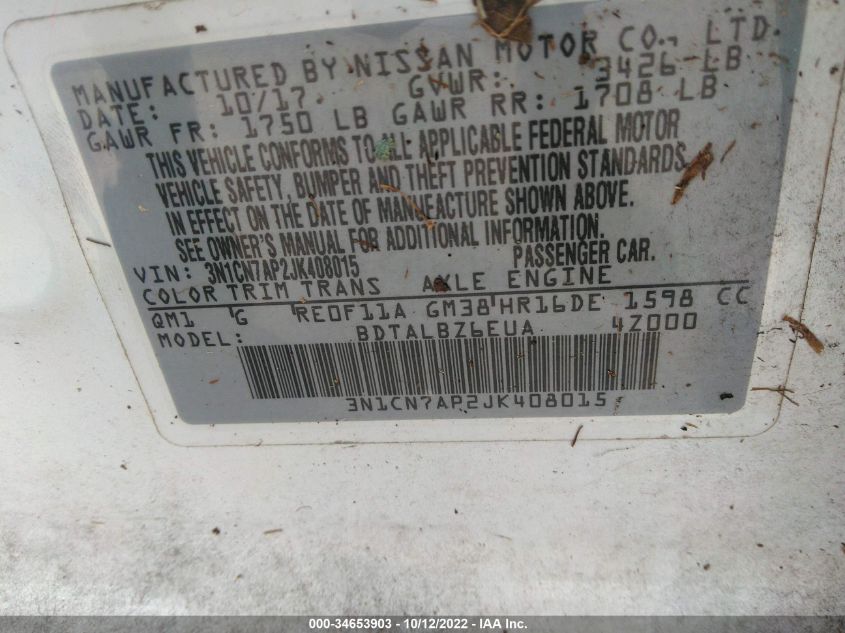 MANUFACTURED BY NISSAN MOTOR CO., LTD.
DATE: 10/17 GVWR: 3426 LB
GAWR FR: 1750 LB GAWR RR: 1708 LB
THIS VEHICLE CONFORMS TO ALL APPLICABLE FEDERAL MOTOR
VEHICLE SAFETY, BUMPER AND THEFT PREVENTION STANDARDS
IN EFFECT ON THE DATE OF MANUFACTURE SHOWN ABOVE.
SEE OWNER'S MANUAL FOR ADDITIONAL INFORMATION.
VIN: 3N1CN7AP2JK408015 PASSENGER CAR.
COLOR TRIM TRANS AXLE ENGINE
QM1 G RE0F11A GM38 HR16DE 1598 CC
MODEL: BDTALBZ6EUA 4Z000
3N1CN7AP2JK408015
000-34653903 - 10/12/2022 - IAA Inc.